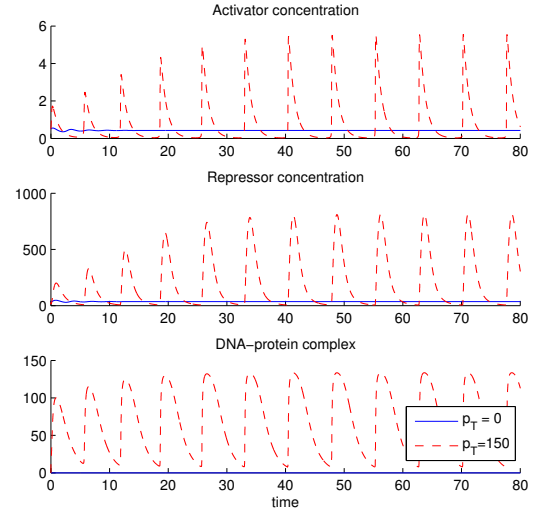 Activator concentration
6
4
2
0
0 10 20 30 40 50 60 70 80
Repressor concentration
1000
500
0
0 10 20 30 40 50 60 70 80
DNA−protein complex
150
100
50
0
0 10 20 30 40 50 60 70 80
p_T = 0
p_T=150
time